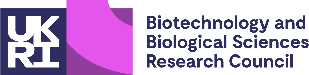 UK
RI
Biotechnology and
Biological Sciences
Research Council